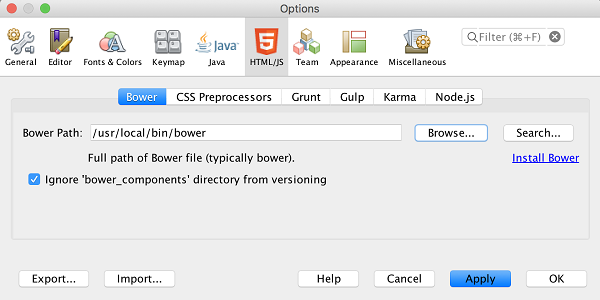 Options
General Editor Fonts & Colors Keymap Java HTML/JS Team Appearance Miscellaneous Filter (⌘+F)
Bower CSS Preprocessors Grunt Gulp Karma Node.js
Bower Path: /usr/local/bin/bower Browse... Search...
Full path of Bower file (typically bower). Install Bower
Ignore 'bower_components' directory from versioning
Export... Import... Help Cancel Apply OK